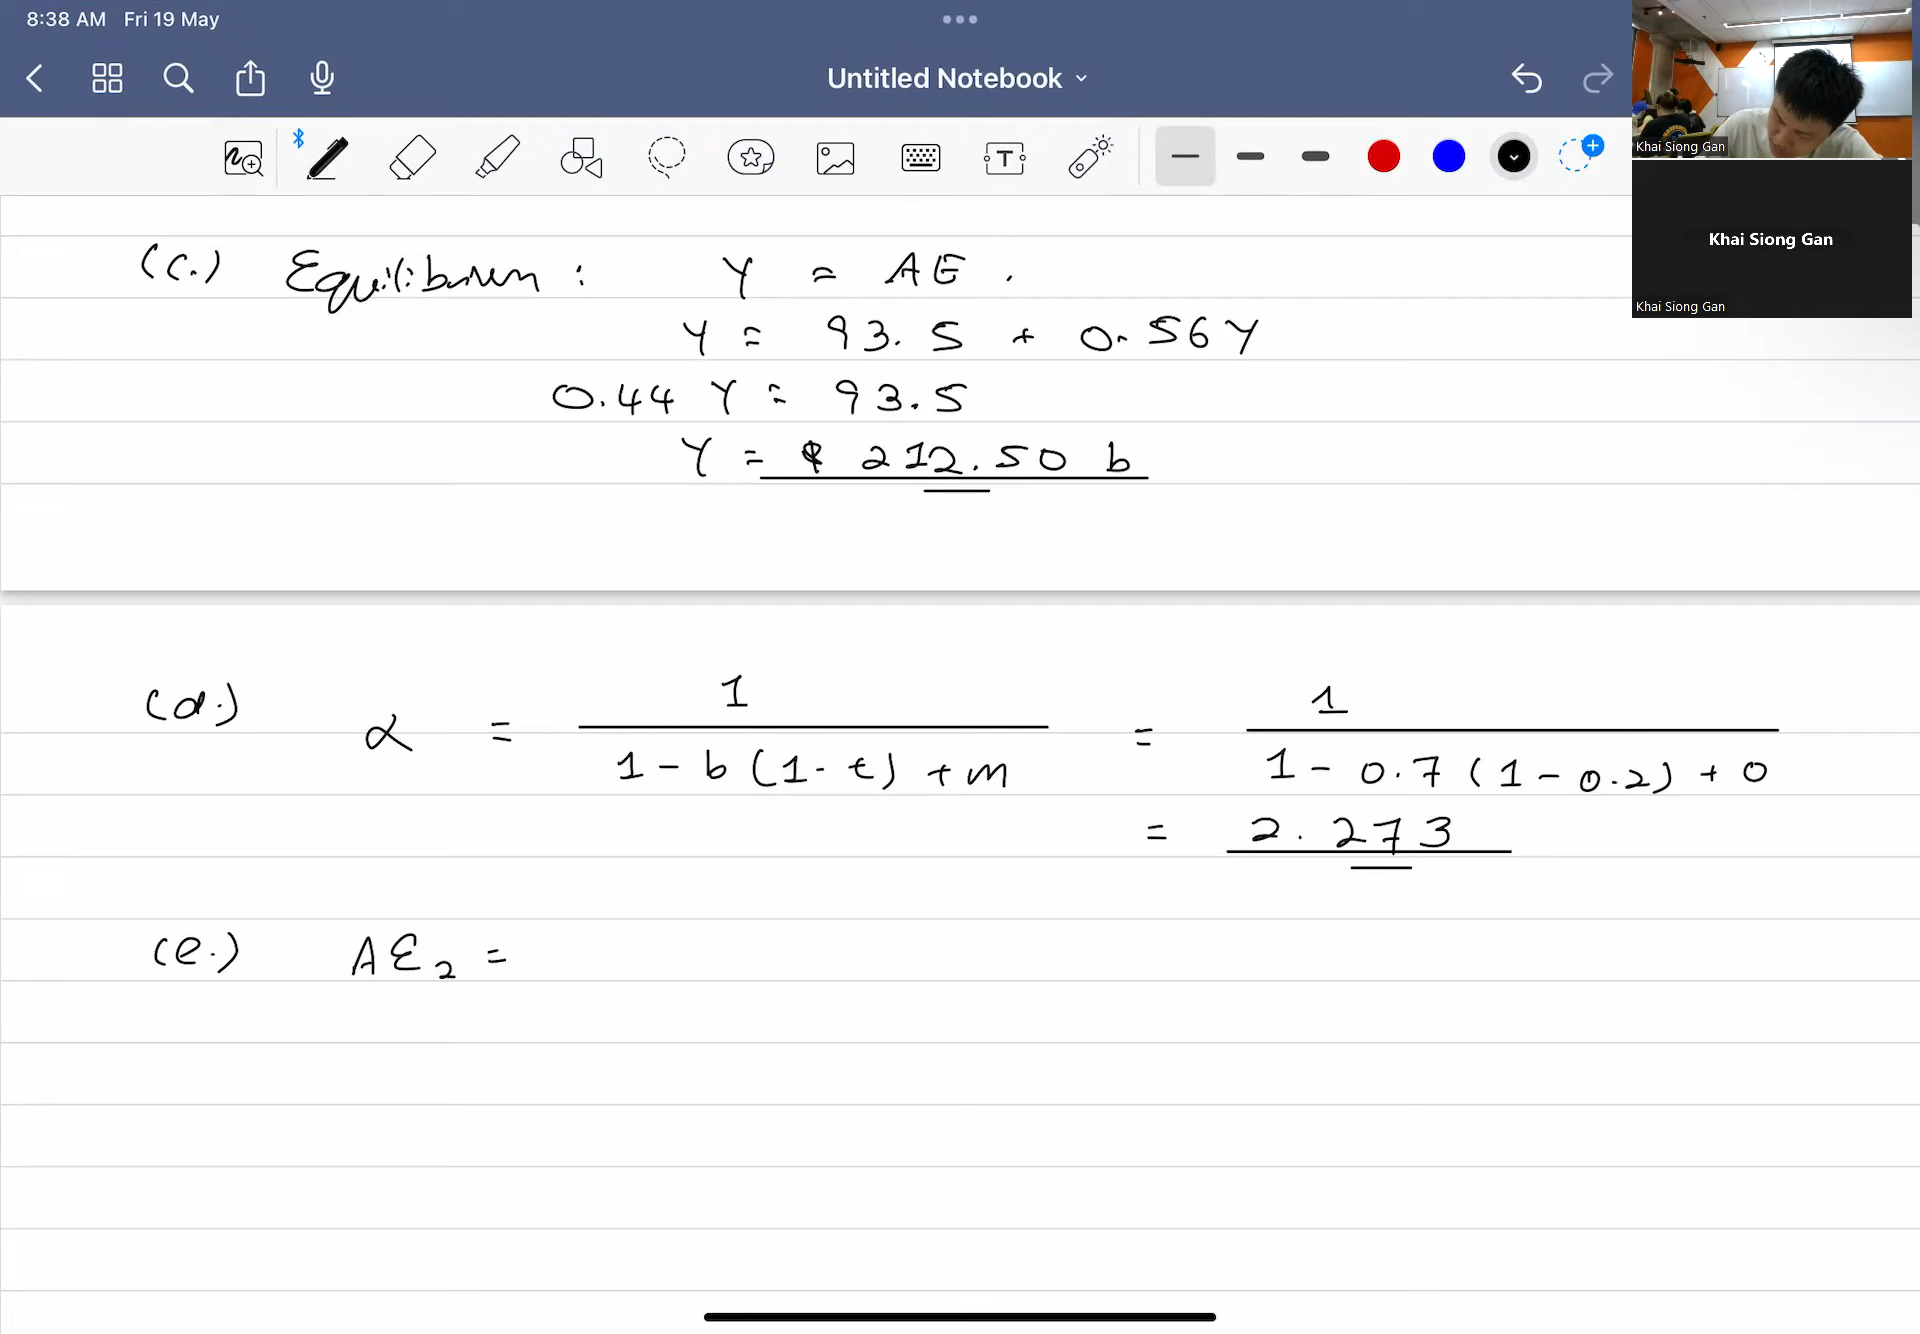 8:38 AM Fri 19 May
Untitled Notebook
Khai Siong Gan
Khai Siong Gan
Khai Siong Gan
(c.) Equilibrium : Y = AE .
Y = 93.5 + 0.56Y
0.44 Y = 93.5
Y = $ 212.50 b
(d.) α = 1 / 1 - b (1 - t) + m = 1 / 1 - 0.7 (1 - 0.2) + 0
= 2.273
(e.) AE₂ =